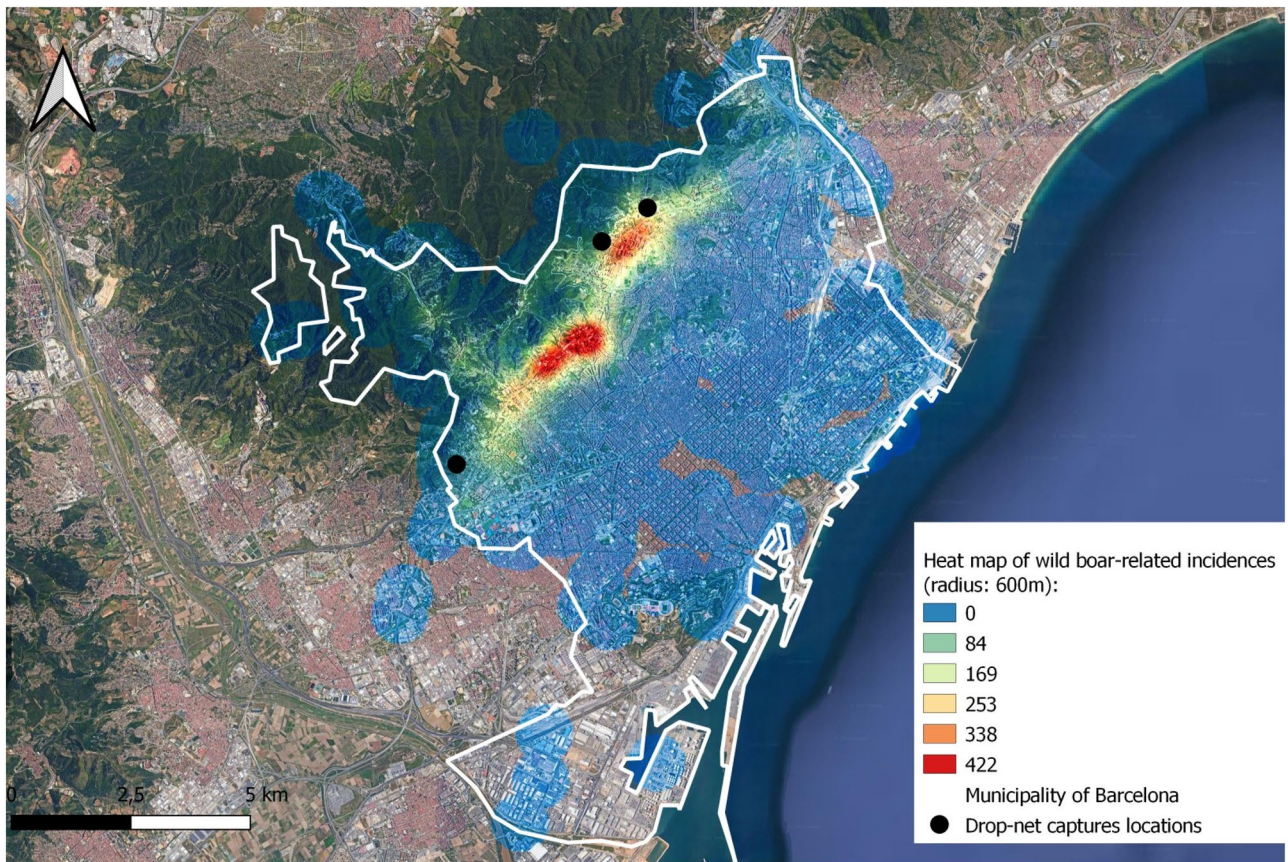 Heat map of wild boar-related incidences
(radius: 600m):
0
84
169
253
338
422
Municipality of Barcelona
Drop-net captures locations
0 2,5 5 km